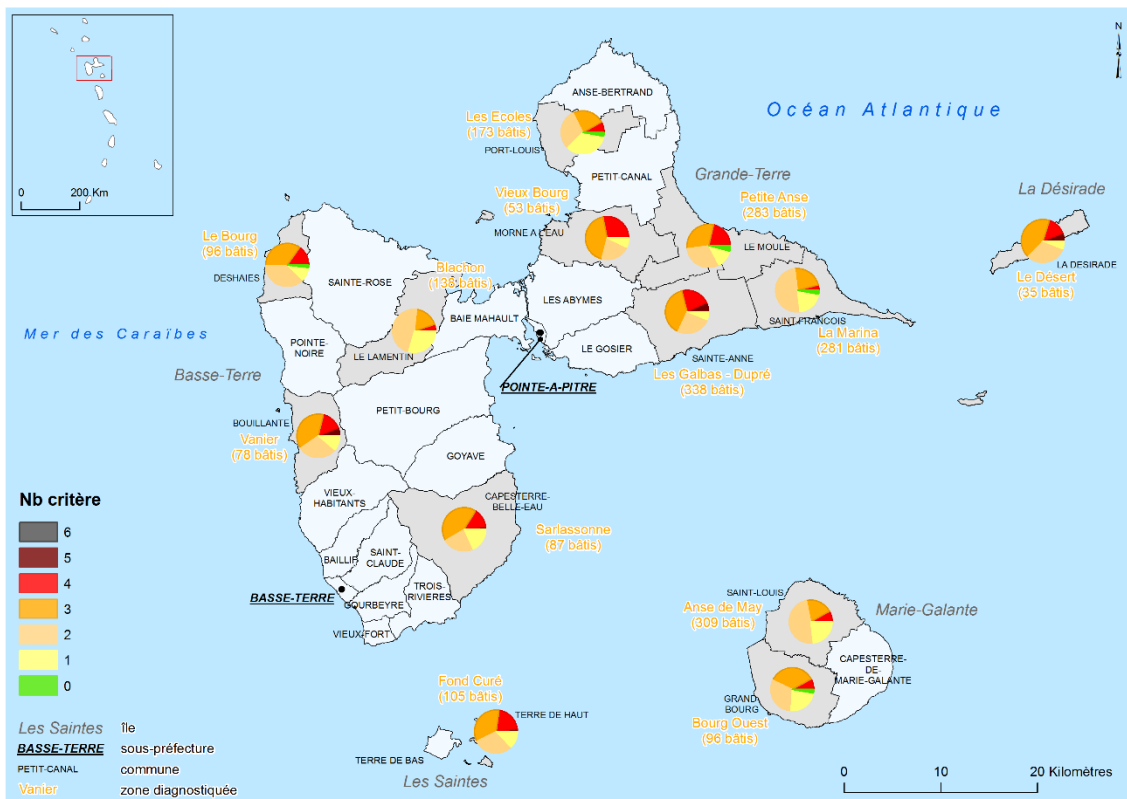 N
0
200 Km
Océan Atlantique
Mer des Caraïbes
ANSE-BERTRAND
Les Ecoles
(173 bâtis)
PORT-LOUIS
PETIT-CANAL
Grande-Terre
Vieux Bourg
(53 bâtis)
MORNE A L'EAU
Petite Anse
(283 bâtis)
LE MOULE
La Désirade
LA DESIRADE
Le Désert
(35 bâtis)
Le Bourg
(96 bâtis)
DESHAIES
SAINTE-ROSE
Blachon
(138 bâtis)
BAIE MAHAULT
LES ABYMES
LE GOSIER
SAINT-FRANCOIS
La Marina
(281 bâtis)
SAINTE-ANNE
Les Galbas - Dupré
(338 bâtis)
POINTE-A-PITRE
POINTE-
NOIRE
LE LAMENTIN
Basse-Terre
PETIT-BOURG
BOUILLANTE
Vanier
(78 bâtis)
GOYAVE
VIEUX-
HABITANTS
CAPESTERRE-
BELLE-EAU
Sarlassonne
(87 bâtis)
SAINT-
CLAUDE
BAILLIF
BASSE-TERRE
GOURBEYRE
TROIS-
RIVIERES
VIEUX-FORT
SAINT-LOUIS
Marie-Galante
Anse de May
(309 bâtis)
CAPESTERRE-
DE-
MARIE-GALANTE
GRAND
BOURG
Bourg Ouest
(96 bâtis)
Fond Curé
(105 bâtis)
TERRE DE HAUT
TERRE DE BAS
Les Saintes
Nb critère
6
5
4
3
2
1
0
Les Saintes île
BASSE-TERRE sous-préfecture
PETIT-CANAL commune
Vanier zone diagnostiquée
0 10 20 Kilomètres